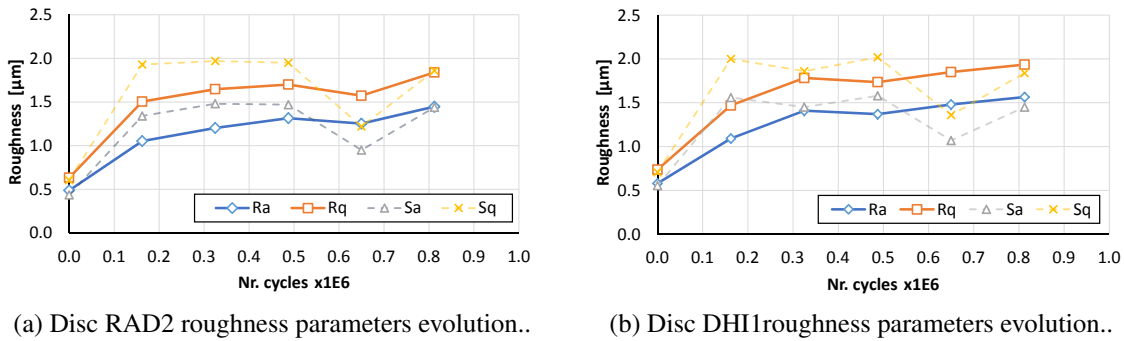 2.5
2.0
1.5
1.0
0.5
0.0
Roughness [µm]
Ra Rq Sa Sq
0.0 0.1 0.2 0.3 0.4 0.5 0.6 0.7 0.8 0.9 1.0
Nr. cycles x1E6
(a) Disc RAD2 roughness parameters evolution..
2.5
2.0
1.5
1.0
0.5
0.0
Roughness [µm]
Ra Rq Sa Sq
0.0 0.1 0.2 0.3 0.4 0.5 0.6 0.7 0.8 0.9 1.0
Nr. cycles x1E6
(b) Disc DHI1roughness parameters evolution..